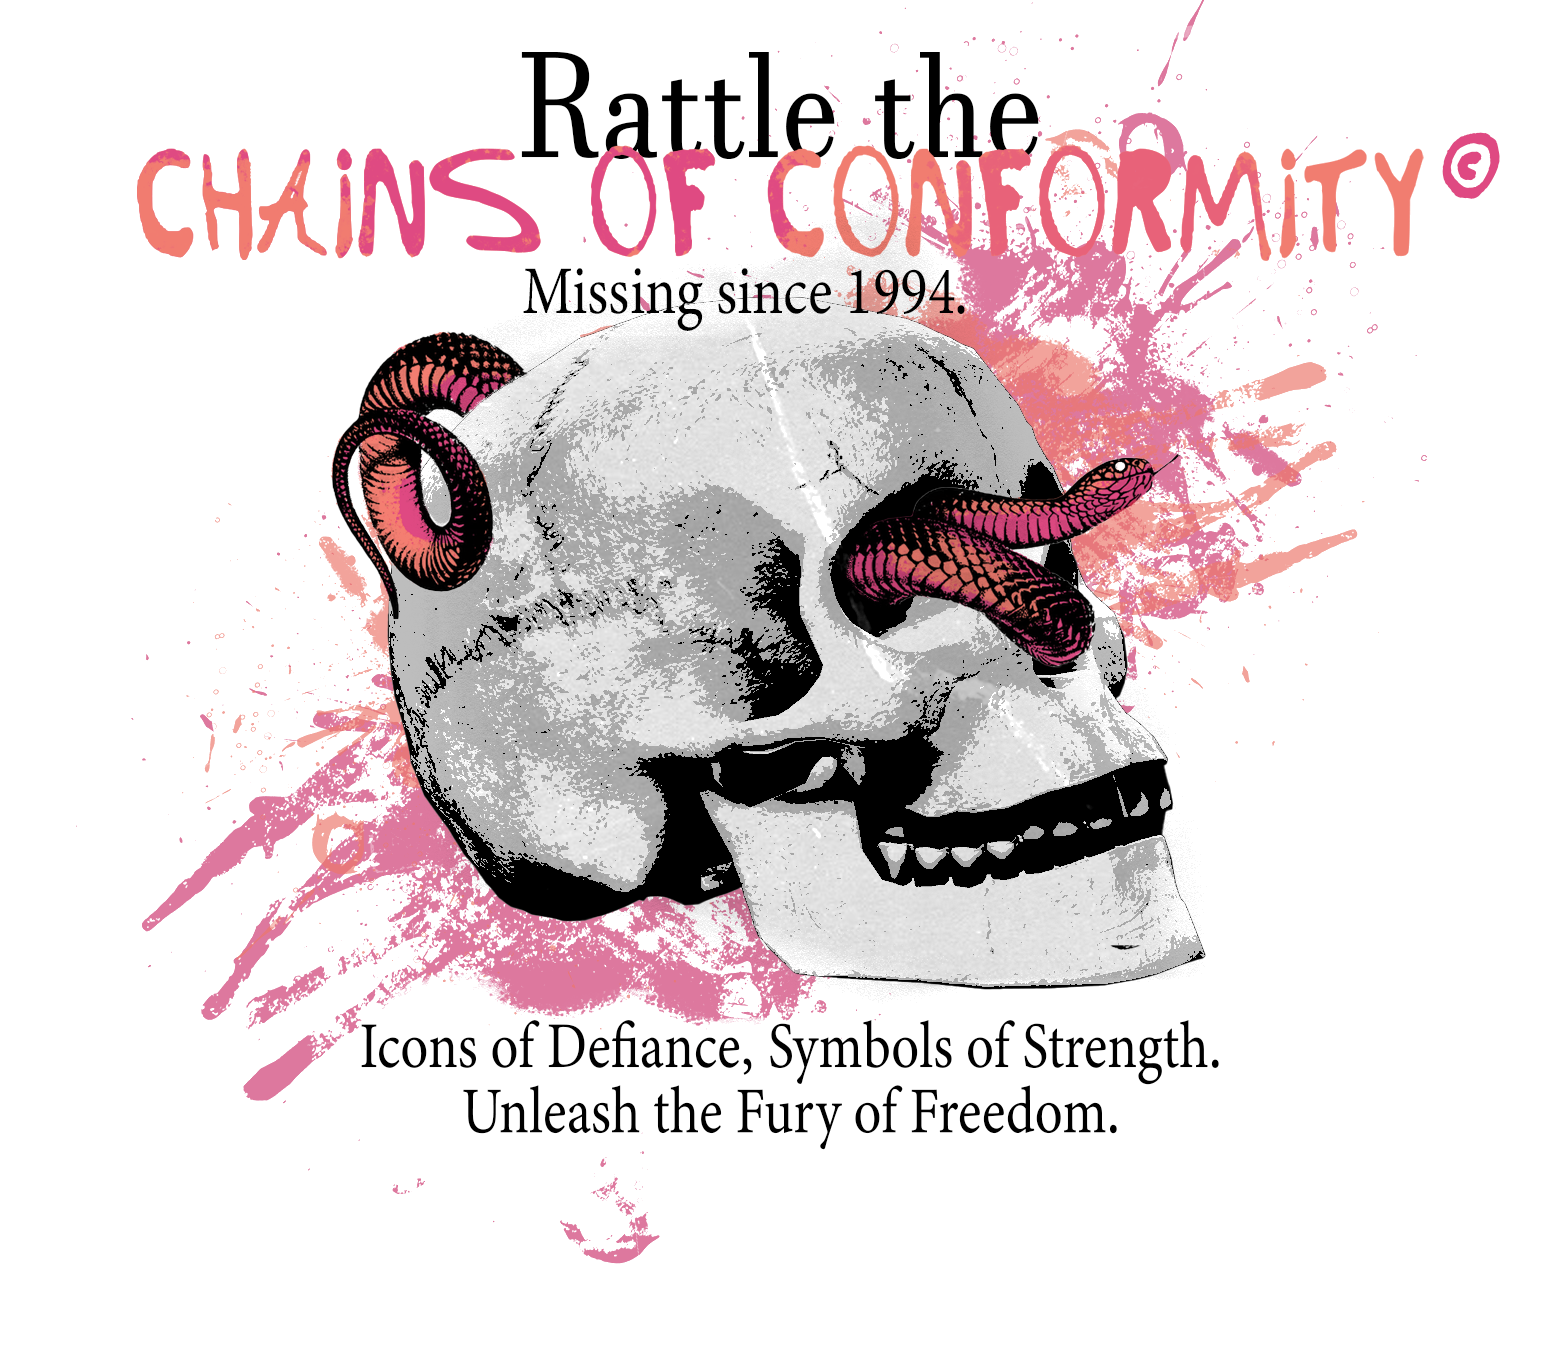 Rattle the
CHAiNS OF CONFORMiTY©
Missing since 1994.
Icons of Defiance, Symbols of Strength.
Unleash the Fury of Freedom.